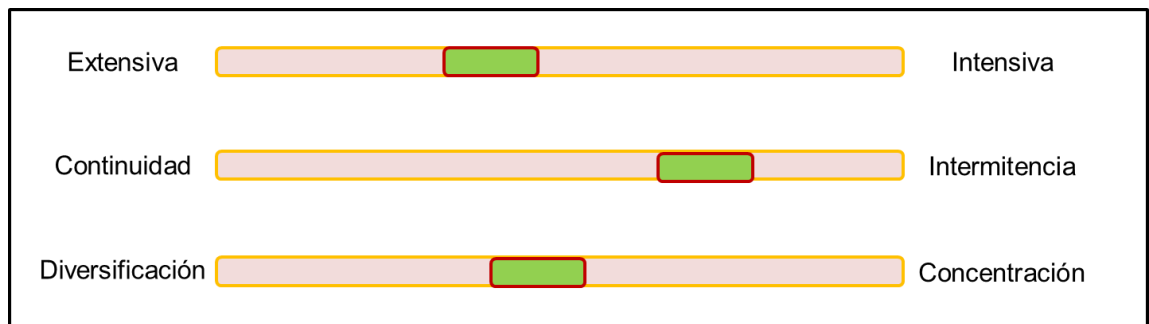 Extensiva
Intensiva
Continuidad
Intermitencia
Diversificación
Concentración